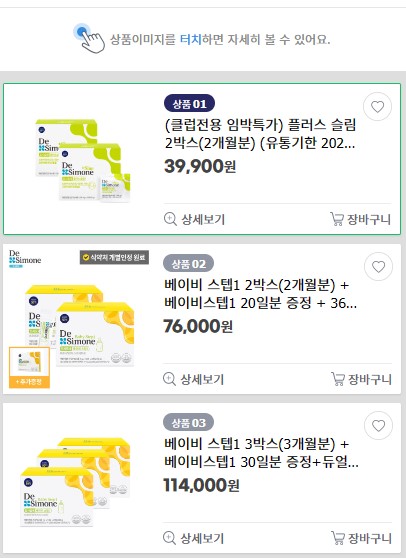 상품이미지를 터치하면 자세히 볼 수 있어요.
상품 01
(클럽전용 임박특가) 플러스 슬림
2박스(2개월분) (유통기한 202...
39,900원
상세보기
장바구니
De
Simone
De
Simone
상품 02
베이비 스텝1 2박스(2개월분) +
베이비스텝1 20일분 증정 + 36...
76,000원
상세보기
장바구니
De
Simone
식약처 개별인정 원료
De
Simone
+추가증정
상품 03
베이비 스텝1 3박스(3개월분) +
베이비스텝1 30일분 증정+듀얼...
114,000원
상세보기
장바구니
De
Simone